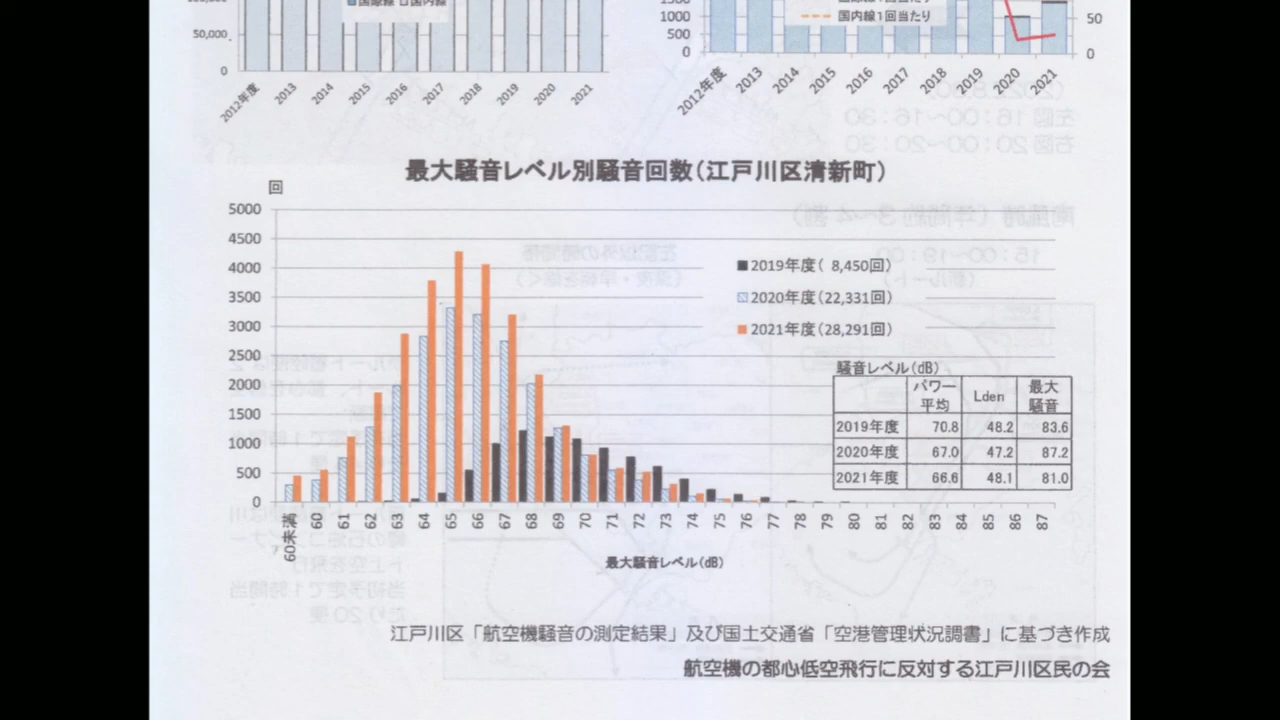 国際線 国内線
50,000
0
2012年度 2013 2014 2015 2016 2017 2018 2019 2020 2021
国内線1回当たり
1500
1000
500
0
50
0
2012年度 2013 2014 2015 2016 2017 2018 2019 2020 2021
最大騒音レベル別騒音回数(江戸川区清新町)
回
5000
4500
4000
3500
3000
2500
2000
1500
1000
500
0
2019年度( 8,450回)
2020年度(22,331回)
2021年度(28,291回)
騒音レベル(dB)
パワー平均 Lden 最大騒音
2019年度 70.8 48.2 83.6
2020年度 67.0 47.2 87.2
2021年度 66.6 48.1 81.0
60未満 60 61 62 63 64 65 66 67 68 69 70 71 72 73 74 75 76 77 78 79 80 81 82 83 84 85 86 87
最大騒音レベル(dB)
江戸川区「航空機騒音の測定結果」及び国土交通省「空港管理状況調書」に基づき作成
航空機の都心低空飛行に反対する江戸川区民の会